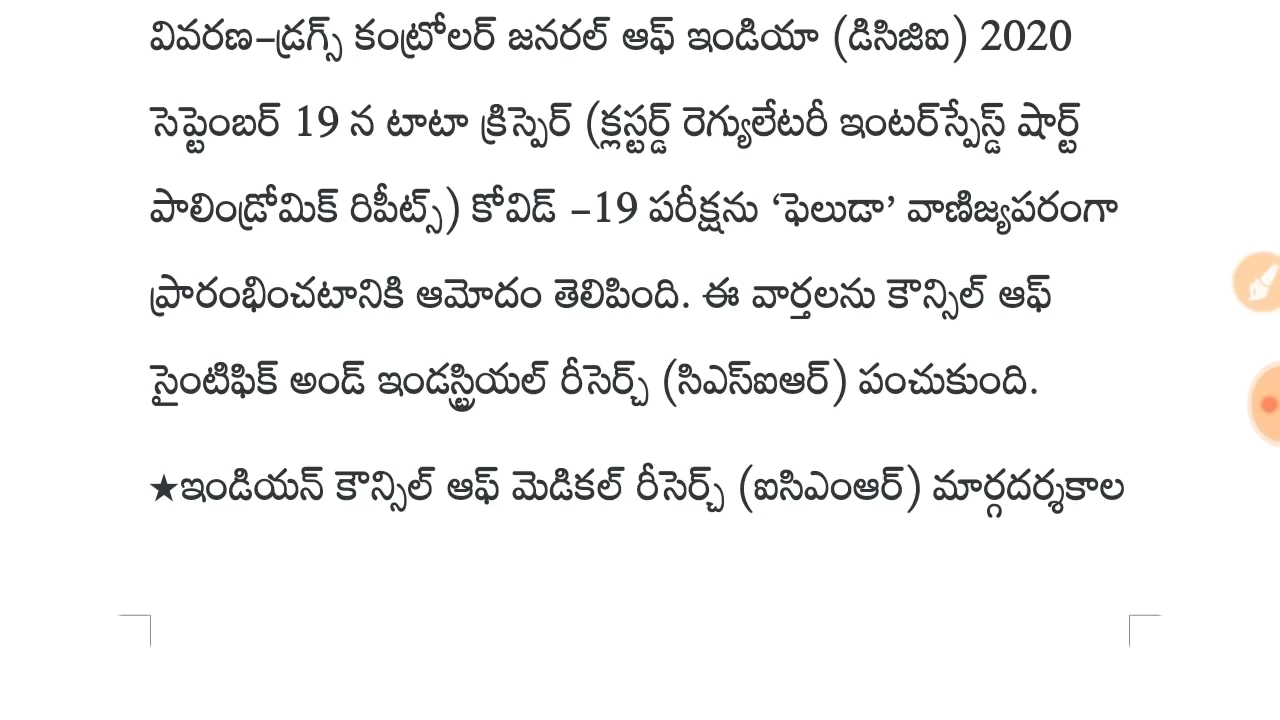 వివరణ–డ్రగ్స్ కంట్రోలర్ జనరల్ ఆఫ్ ఇండియా (డిసిజిఐ) 2020
సెప్టెంబర్ 19 న టాటా క్రిస్పెర్ (క్లస్టర్డ్ రెగ్యులేటరీ ఇంటర్‌స్పేస్డ్ షార్ట్
పాలిండ్రోమిక్ రిపీట్స్) కోవిడ్ –19 పరీక్షను ‘ఫెలుడా’ వాణిజ్యపరంగా
ప్రారంభించటానికి ఆమోదం తెలిపింది. ఈ వార్తలను కౌన్సిల్ ఆఫ్
సైంటిఫిక్ అండ్ ఇండస్ట్రియల్ రీసెర్చ్ (సిఎస్ఐఆర్) పంచుకుంది.
★ఇండియన్ కౌన్సిల్ ఆఫ్ మెడికల్ రీసెర్చ్ (ఐసిఎంఆర్) మార్గదర్శకాల